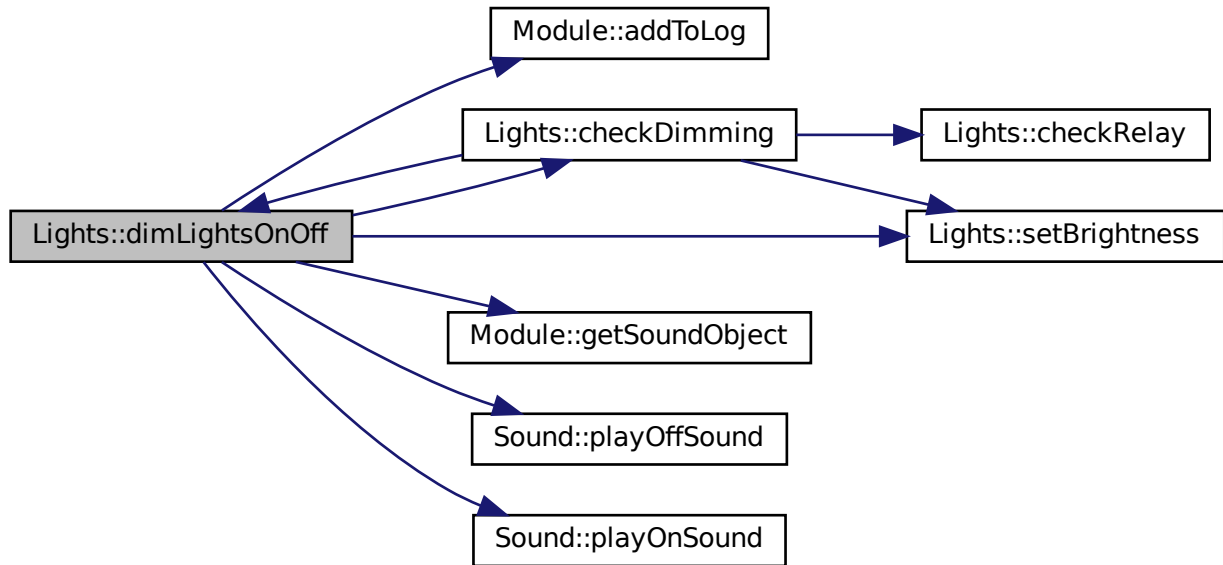 Module::addToLog
Lights::checkDimming
Lights::checkRelay
Lights::dimLightsOnOff
Lights::setBrightness
Module::getSoundObject
Sound::playOffSound
Sound::playOnSound